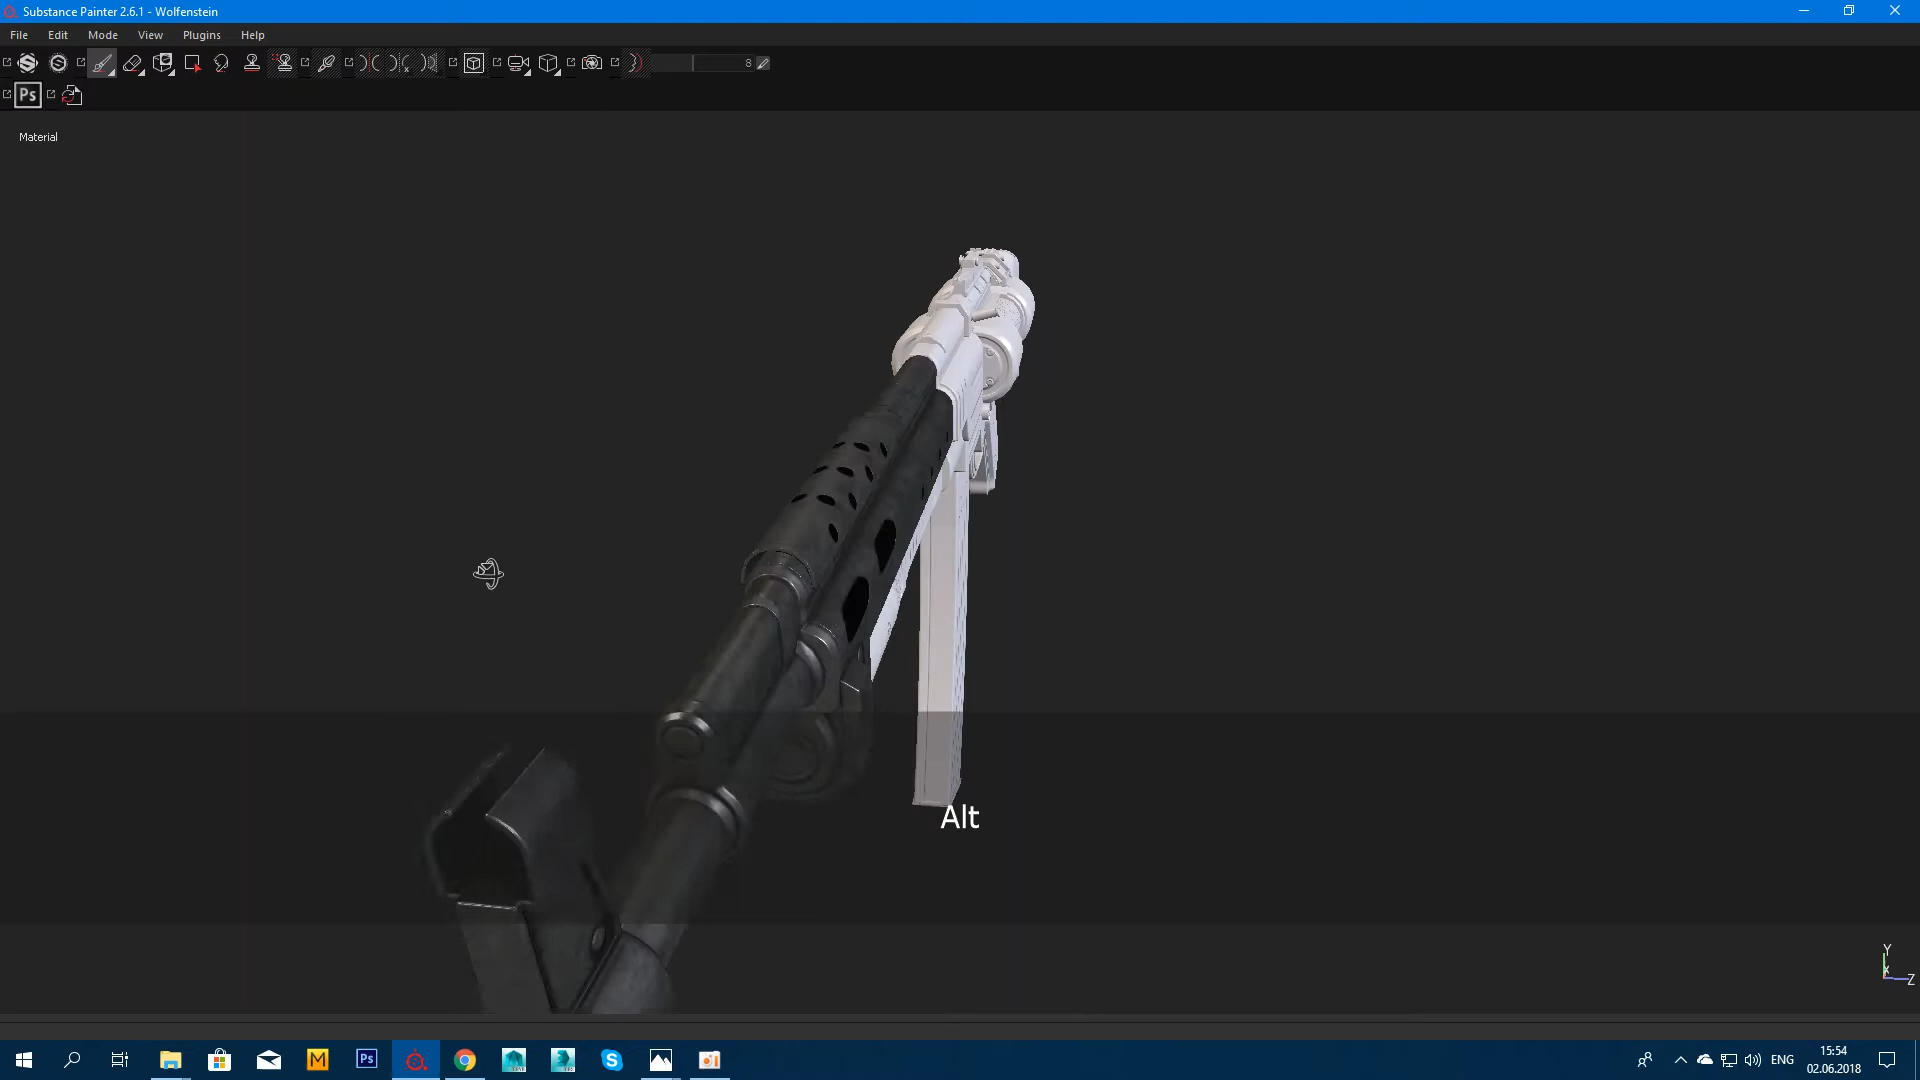 Substance Painter 2.6.1 - Wolfenstein
File Edit Mode View Plugins Help
8
Ps
Material
Alt
Y
X
Z
M
Ps
ENG
15:54
02.06.2018